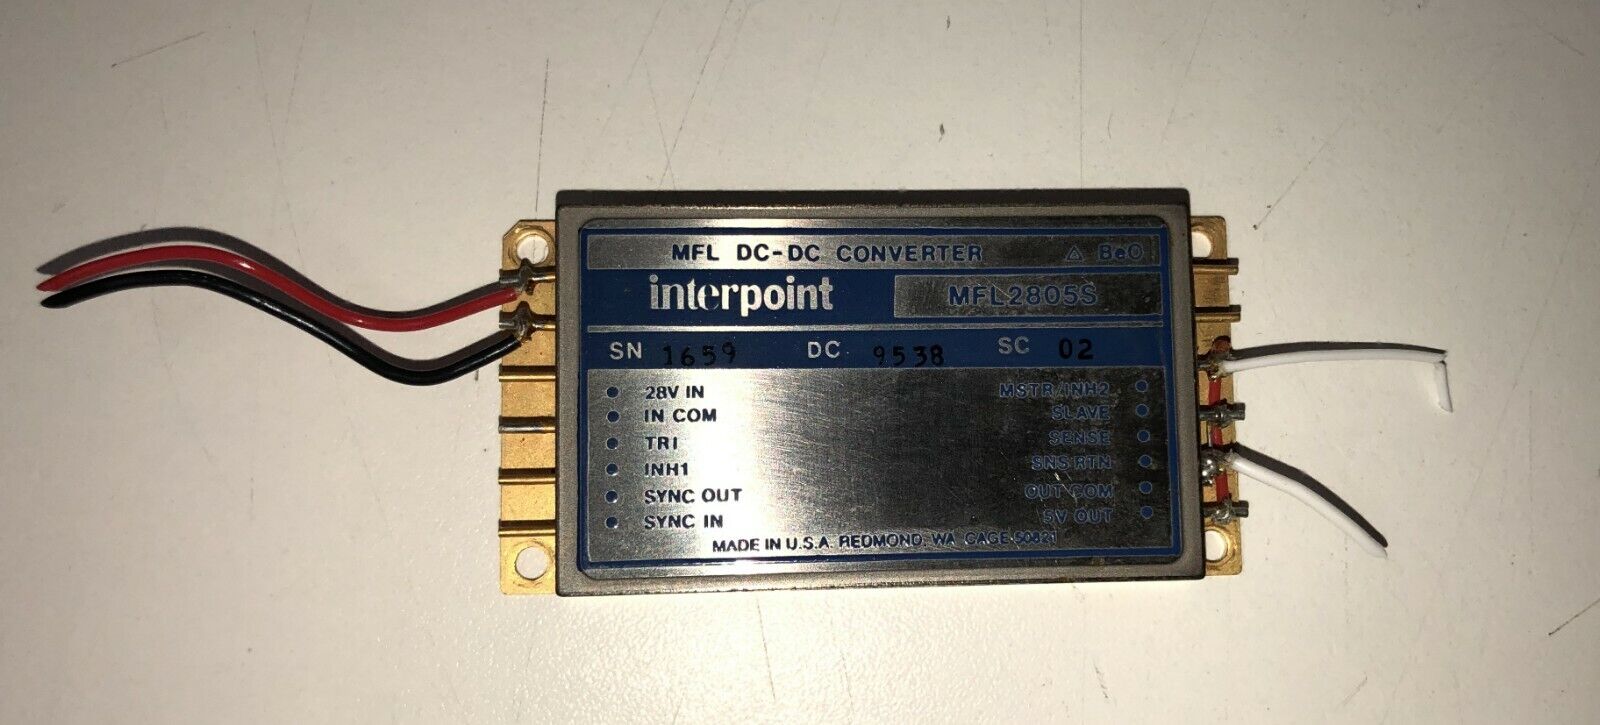 MFL DC-DC CONVERTER △ BeO
interpoint MFL2805S
SN 1659 DC 9538 SC 02
28V IN MSTR/INH2
IN COM SLAVE
TRI SENSE
INH1 SNS RTN
SYNC OUT OUT COM
SYNC IN 5V OUT
MADE IN U.S.A. REDMOND, WA CAGE 50821